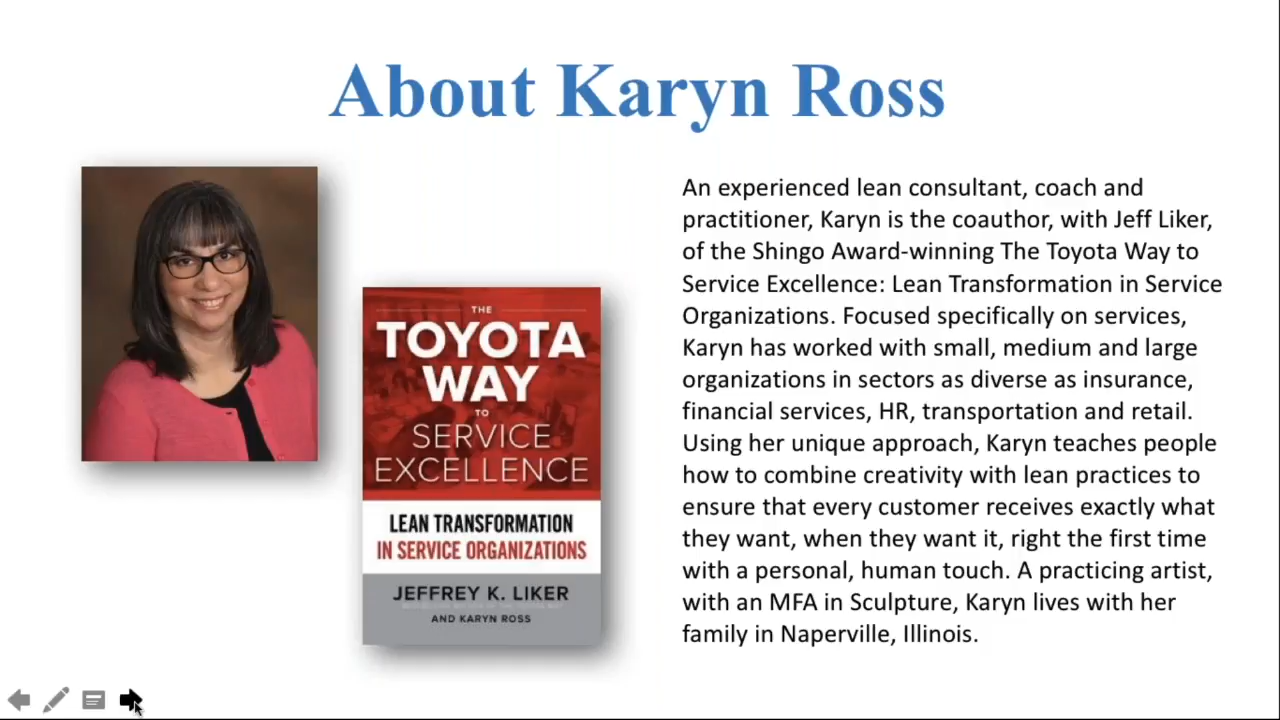 About Karyn Ross
THE
TOYOTA
WAY
TO
SERVICE
EXCELLENCE
LEAN TRANSFORMATION
IN SERVICE ORGANIZATIONS
JEFFREY K. LIKER
AND KARYN ROSS
An experienced lean consultant, coach and
practitioner, Karyn is the coauthor, with Jeff Liker,
of the Shingo Award-winning The Toyota Way to
Service Excellence: Lean Transformation in Service
Organizations. Focused specifically on services,
Karyn has worked with small, medium and large
organizations in sectors as diverse as insurance,
financial services, HR, transportation and retail.
Using her unique approach, Karyn teaches people
how to combine creativity with lean practices to
ensure that every customer receives exactly what
they want, when they want it, right the first time
with a personal, human touch. A practicing artist,
with an MFA in Sculpture, Karyn lives with her
family in Naperville, Illinois.